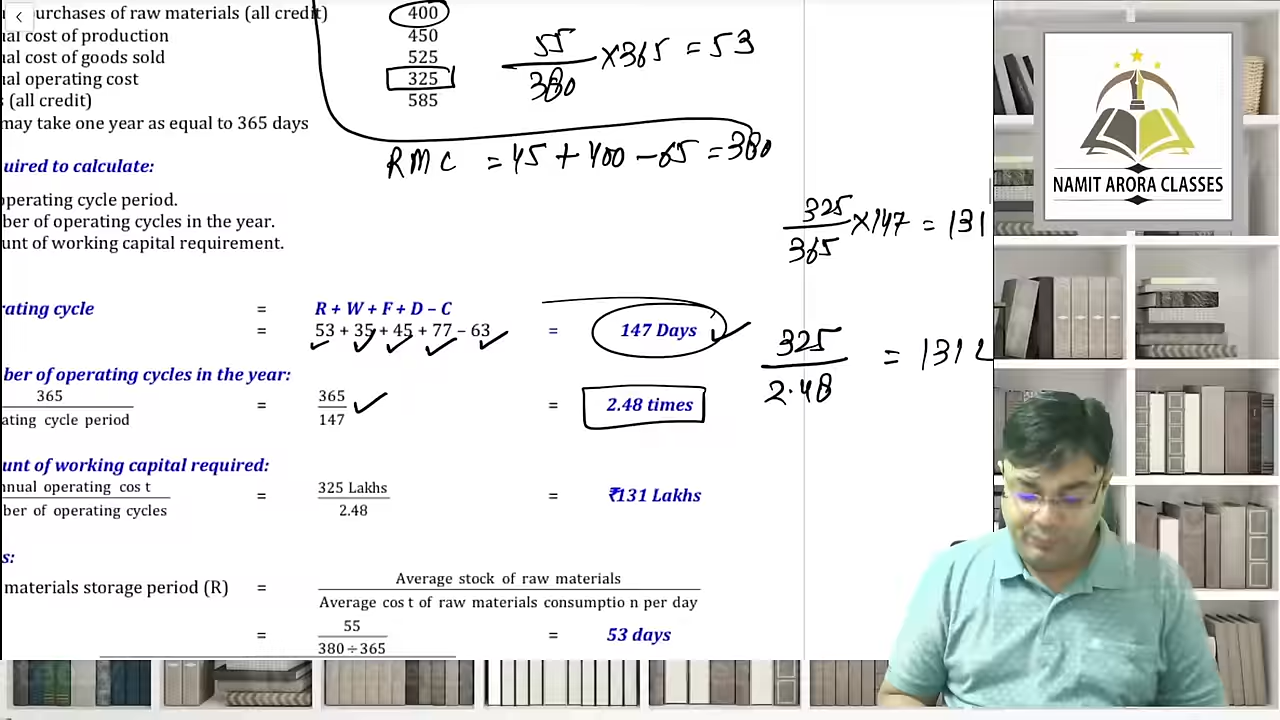 urchases of raw materials (all credit) 400
al cost of production 450
al cost of goods sold 525
al operating cost 325
(all credit) 585
may take one year as equal to 365 days
55
380
×365 = 53
RMC = 45 + 400 − 65 = 380
uired to calculate:
perating cycle period.
ber of operating cycles in the year.
unt of working capital requirement.
325
365
×147 = 131
rating cycle = R + W + F + D – C
= 53 + 35 + 45 + 77 – 63 = 147 Days
325
2.48
= 131L
ber of operating cycles in the year:
365
ating cycle period
=
365
147
= 2.48 times
unt of working capital required:
nnual operating cos t
ber of operating cycles
=
325 Lakhs
2.48
= ₹131 Lakhs
s:
materials storage period (R) =
Average stock of raw materials
Average cos t of raw materials consumptio n per day
=
55
380 ÷ 365
= 53 days
NAMIT ARORA CLASSES